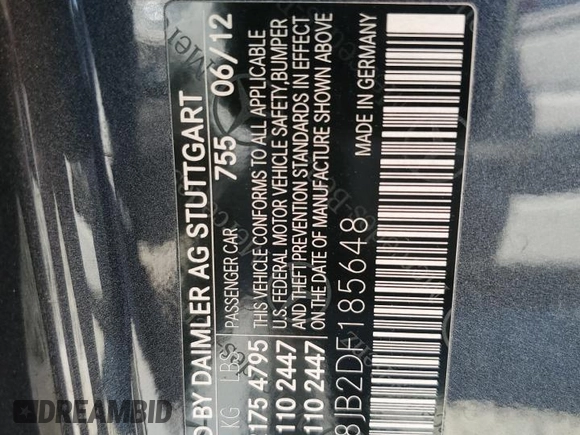 D BY DAIMLER AG STUTTGART
755 06/12
KG LBS PASSENGER CAR
175 4795 THIS VEHICLE CONFORMS TO ALL APPLICABLE
110 2447 U.S. FEDERAL MOTOR VEHICLE SAFETY,BUMPER
AND THEFT PREVENTION STANDARDS IN EFFECT
110 2447 ON THE DATE OF MANUFACTURE SHOWN ABOVE
8JB2DF185648
MADE IN GERMANY
DREAMBID